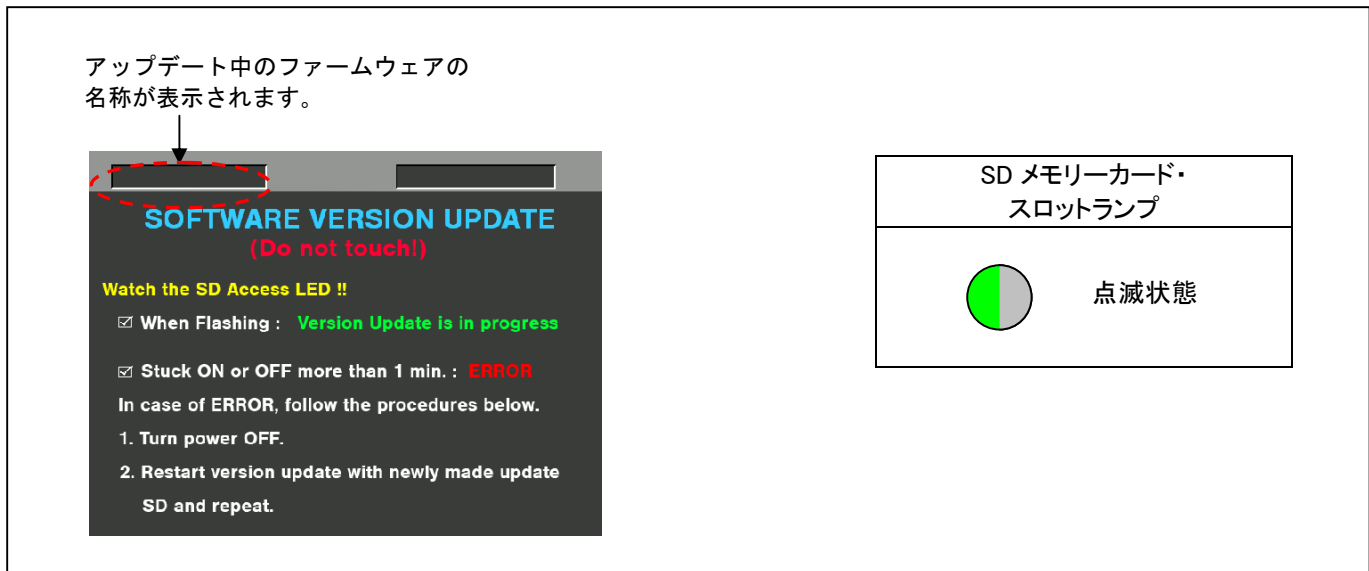 アップデート中のファームウェアの
名称が表示されます。
SOFTWARE VERSION UPDATE
(Do not touch!)
Watch the SD Access LED !!
☑ When Flashing : Version Update is in progress
☑ Stuck ON or OFF more than 1 min. : ERROR
In case of ERROR, follow the procedures below.
1. Turn power OFF.
2. Restart version update with newly made update
SD and repeat.
SD メモリーカード・
スロットランプ
点滅状態